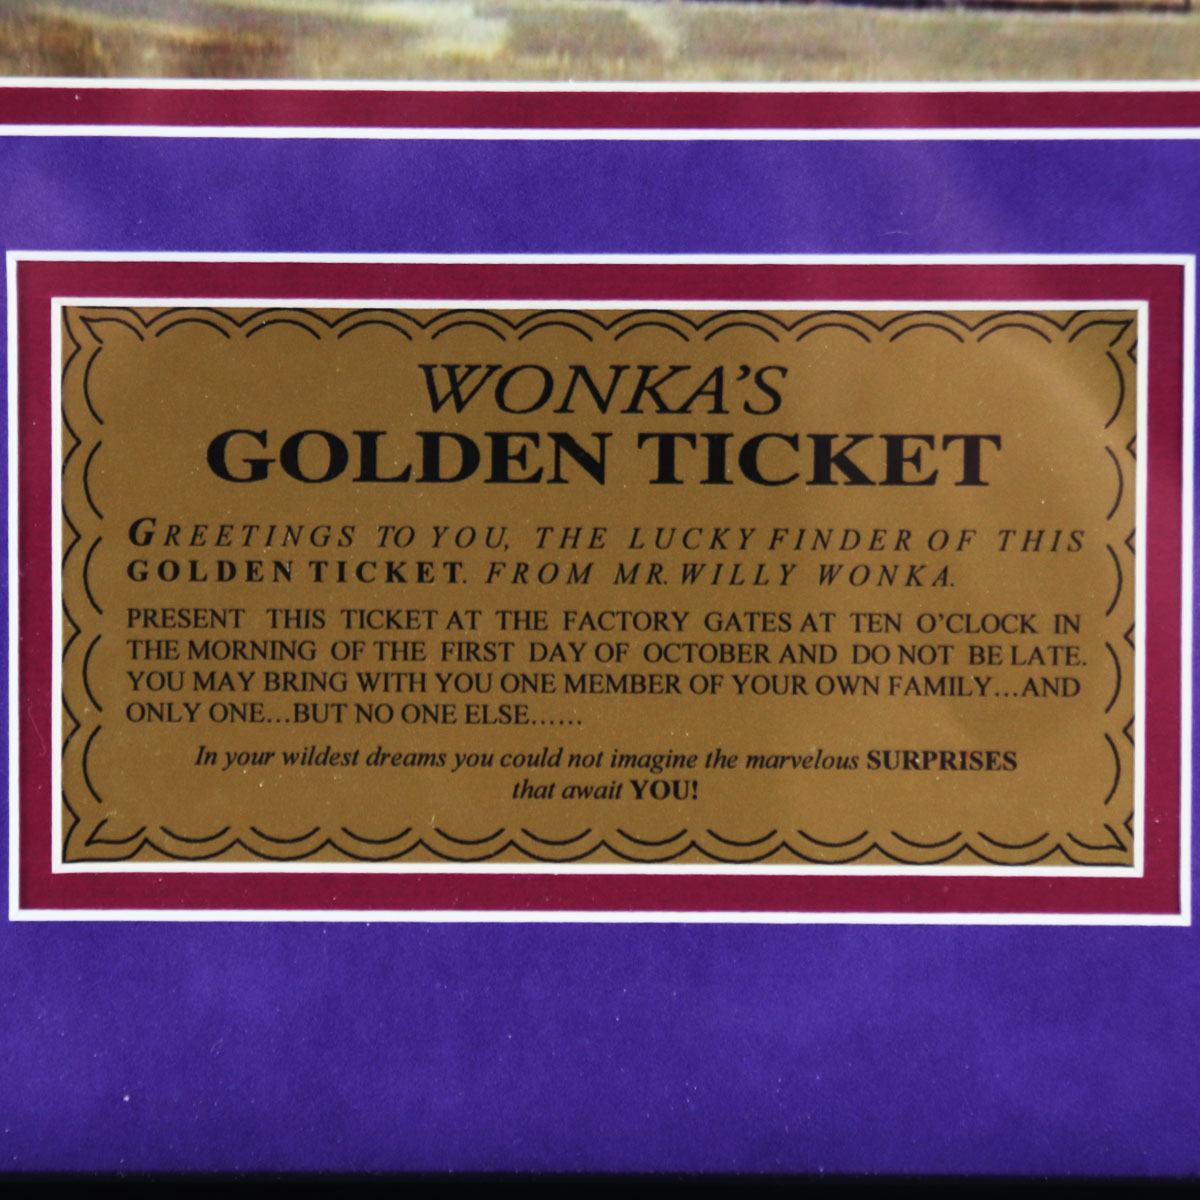 WONKA'S
GOLDEN TICKET
GREETINGS TO YOU, THE LUCKY FINDER OF THIS
GOLDEN TICKET. FROM MR. WILLY WONKA.
PRESENT THIS TICKET AT THE FACTORY GATES AT TEN O'CLOCK IN
THE MORNING OF THE FIRST DAY OF OCTOBER AND DO NOT BE LATE.
YOU MAY BRING WITH YOU ONE MEMBER OF YOUR OWN FAMILY...AND
ONLY ONE...BUT NO ONE ELSE......
In your wildest dreams you could not imagine the marvelous SURPRISES
that await YOU!